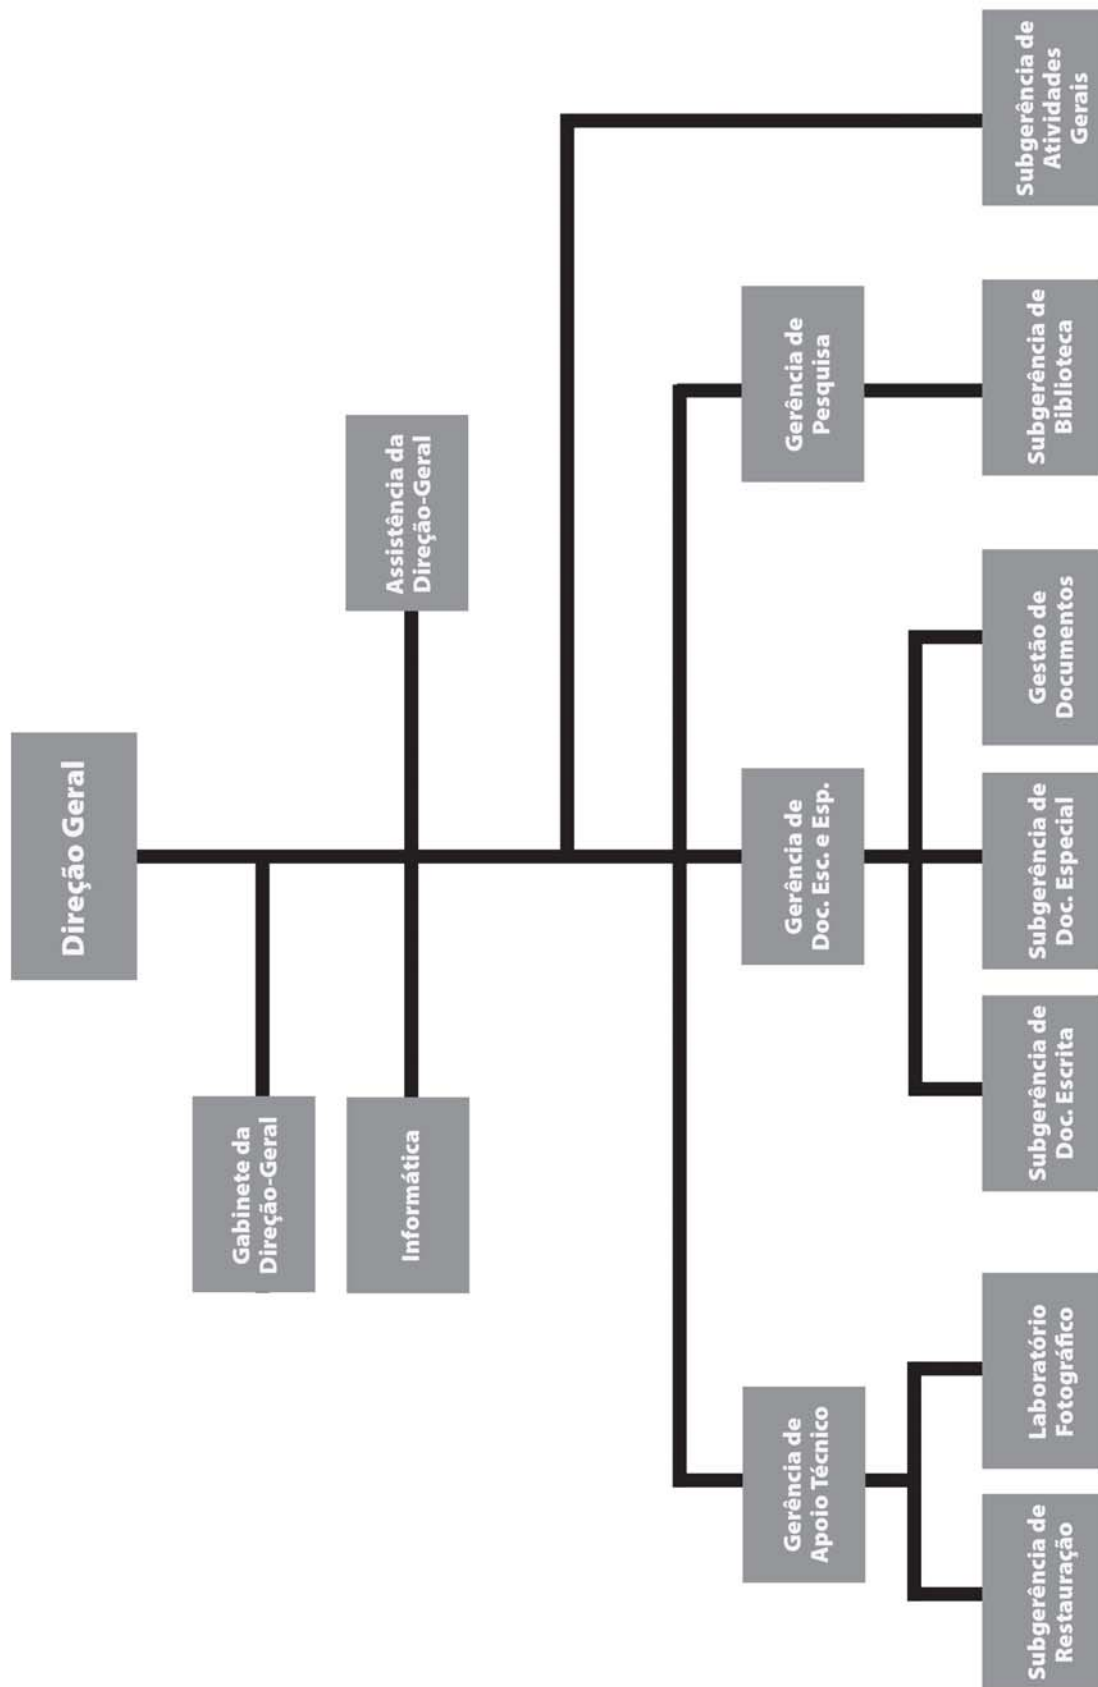 Direção Geral
Gabinete da
Direção-Geral
Informática
Assistência da
Direção-Geral
Gerência de
Apoio Técnico
Gerência de
Doc. Esc. e Esp.
Gerência de
Pesquisa
Subgerência de
Restauração
Laboratório
Fotográfico
Subgerência de
Doc. Escrita
Subgerência de
Doc. Especial
Gestão de
Documentos
Subgerência de
Biblioteca
Subgerência de
Atividades
Gerais